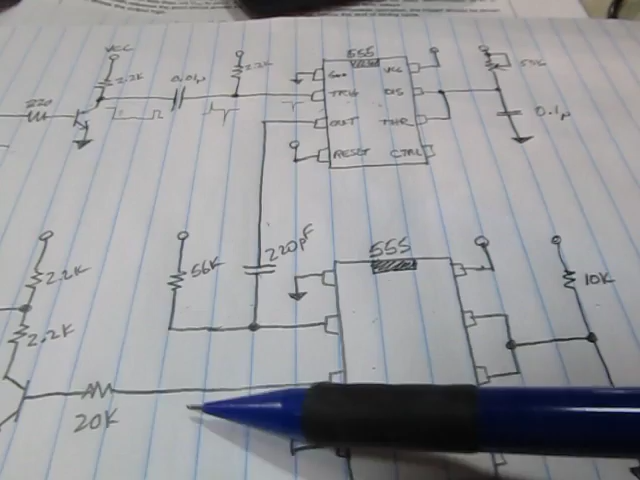 VCC
2.2K
220
0.01µ
2.2K
555
GND
VCC
TRIG
DIS
OUT
THR
RESET
CTRL
0.1µ
2.2K
2.2K
56K
220pF
555
10K
20K